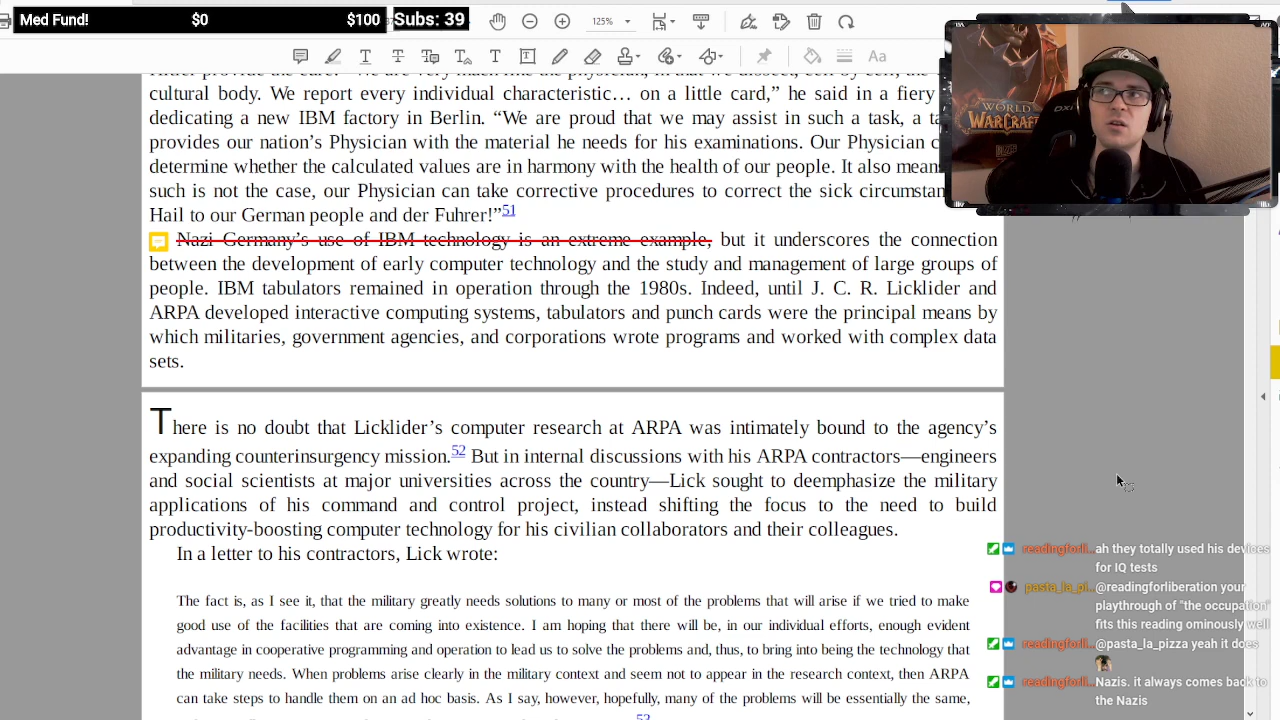 Med Fund! $0 $100 Subs: 39
125%
Aa
cultural body. We report every individual characteristic… on a little card,” he said in a fiery
dedicating a new IBM factory in Berlin. “We are proud that we may assist in such a task, a ta
provides our nation’s Physician with the material he needs for his examinations. Our Physician c
determine whether the calculated values are in harmony with the health of our people. It also mean
such is not the case, our Physician can take corrective procedures to correct the sick circumstan
Hail to our German people and der Fuhrer!”51
Nazi Germany’s use of IBM technology is an extreme example, but it underscores the connection
between the development of early computer technology and the study and management of large groups of
people. IBM tabulators remained in operation through the 1980s. Indeed, until J. C. R. Licklider and
ARPA developed interactive computing systems, tabulators and punch cards were the principal means by
which militaries, government agencies, and corporations wrote programs and worked with complex data
sets.
There is no doubt that Licklider’s computer research at ARPA was intimately bound to the agency’s
expanding counterinsurgency mission.52 But in internal discussions with his ARPA contractors—engineers
and social scientists at major universities across the country—Lick sought to deemphasize the military
applications of his command and control project, instead shifting the focus to the need to build
productivity-boosting computer technology for his civilian collaborators and their colleagues.
In a letter to his contractors, Lick wrote:
The fact is, as I see it, that the military greatly needs solutions to many or most of the problems that will arise if we tried to make
good use of the facilities that are coming into existence. I am hoping that there will be, in our individual efforts, enough evident
advantage in cooperative programming and operation to lead us to solve the problems and, thus, to bring into being the technology that
the military needs. When problems arise clearly in the military context and seem not to appear in the research context, then ARPA
can take steps to handle them on an ad hoc basis. As I say, however, hopefully, many of the problems will be essentially the same,
53
WORLD
WARCRAFT
readingforli... ah they totally used his devices
for IQ tests
pasta_la_pi... @readingforliberation your
playthrough of "the occupation"
fits this reading ominously well
readingforli... @pasta_la_pizza yeah it does
readingforli... Nazis. it always comes back to
the Nazis